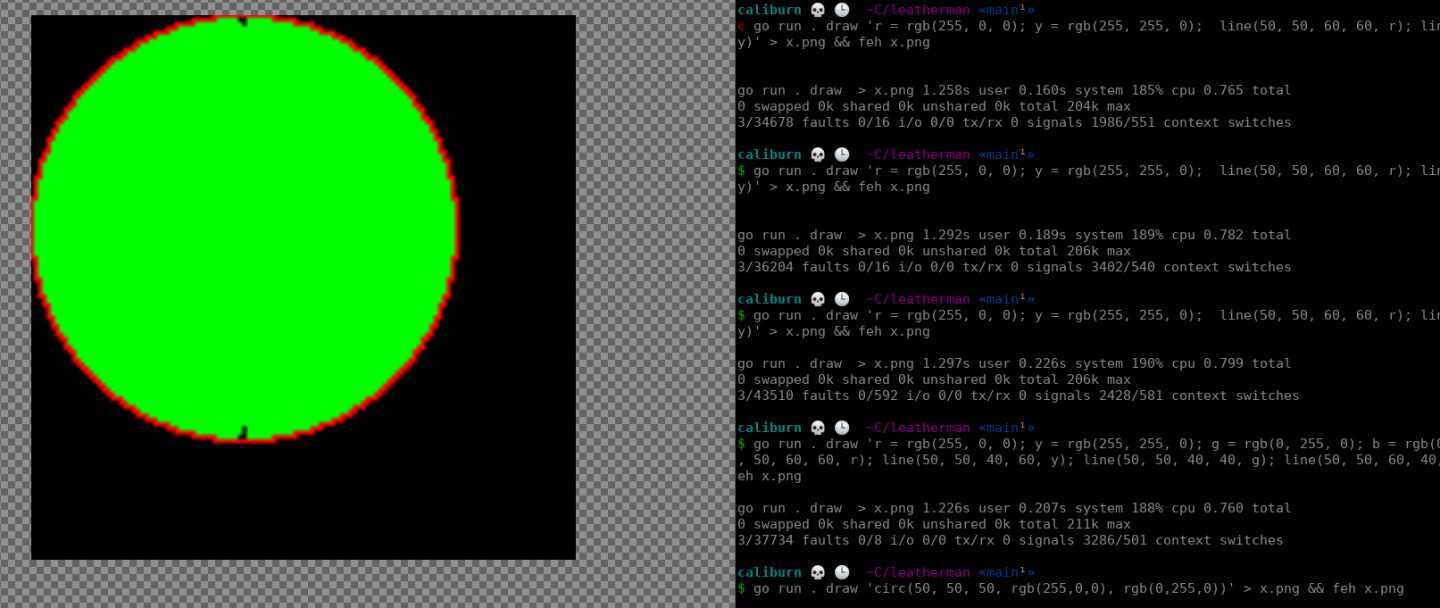 caliburn 💀 🕒 ~C/leatherman «main¹»
go run . draw 'r = rgb(255, 0, 0); y = rgb(255, 255, 0);  line(50, 50, 60, 60, r); lin
y)' > x.png && feh x.png
go run . draw  > x.png 1.258s user 0.160s system 185% cpu 0.765 total
0 swapped 0k shared 0k unshared 0k total 204k max
3/34678 faults 0/16 i/o 0/0 tx/rx 0 signals 1986/551 context switches
caliburn 💀 🕒 ~C/leatherman «main¹»
$ go run . draw 'r = rgb(255, 0, 0); y = rgb(255, 255, 0);  line(50, 50, 60, 60, r); lin
y)' > x.png && feh x.png
go run . draw  > x.png 1.292s user 0.189s system 189% cpu 0.782 total
0 swapped 0k shared 0k unshared 0k total 206k max
3/36204 faults 0/16 i/o 0/0 tx/rx 0 signals 3402/540 context switches
caliburn 💀 🕒 ~C/leatherman «main¹»
$ go run . draw 'r = rgb(255, 0, 0); y = rgb(255, 255, 0);  line(50, 50, 60, 60, r); lin
y)' > x.png && feh x.png
go run . draw  > x.png 1.297s user 0.226s system 190% cpu 0.799 total
0 swapped 0k shared 0k unshared 0k total 206k max
3/43510 faults 0/592 i/o 0/0 tx/rx 0 signals 2428/581 context switches
caliburn 💀 🕒 ~C/leatherman «main¹»
$ go run . draw 'r = rgb(255, 0, 0); y = rgb(255, 255, 0); g = rgb(0, 255, 0); b = rgb(0
, 50, 60, 60, r); line(50, 50, 40, 60, y); line(50, 50, 40, 40, g); line(50, 50, 60, 40,
eh x.png
go run . draw  > x.png 1.226s user 0.207s system 188% cpu 0.760 total
0 swapped 0k shared 0k unshared 0k total 211k max
3/37734 faults 0/8 i/o 0/0 tx/rx 0 signals 3286/501 context switches
caliburn 💀 🕒 ~C/leatherman «main¹»
$ go run . draw 'circ(50, 50, 50, rgb(255,0,0), rgb(0,255,0))' > x.png && feh x.png